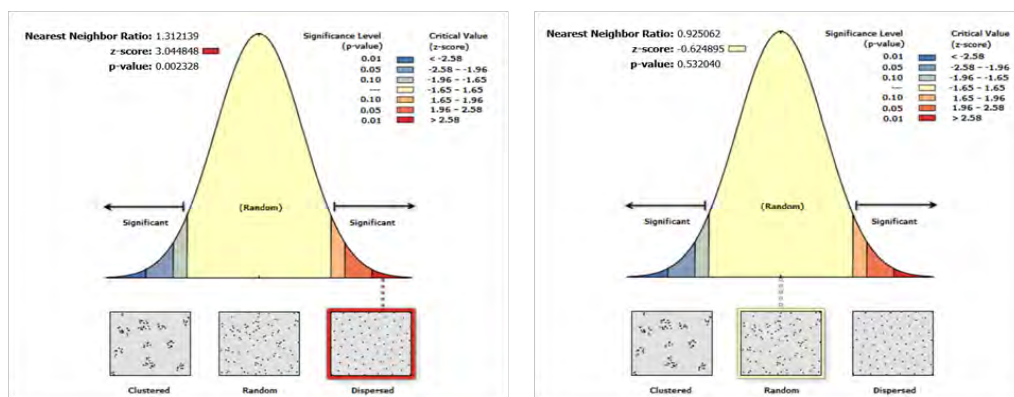 Nearest Neighbor Ratio: 1.312139
z-score: 3.044848
p-value: 0.002328
Significance Level (p-value) Critical Value (z-score)
0.01 < -2.58
0.05 -2.58 - -1.96
0.10 -1.96 - -1.65
— -1.65 - 1.65
0.10 1.65 - 1.96
0.05 1.96 - 2.58
0.01 > 2.58
Significant (Random) Significant
Clustered Random Dispersed
Nearest Neighbor Ratio: 0.925062
z-score: -0.624895
p-value: 0.532040
Significance Level (p-value) Critical Value (z-score)
0.01 < -2.58
0.05 -2.58 - -1.96
0.10 -1.96 - -1.65
— -1.65 - 1.65
0.10 1.65 - 1.96
0.05 1.96 - 2.58
0.01 > 2.58
Significant (Random) Significant
Clustered Random Dispersed